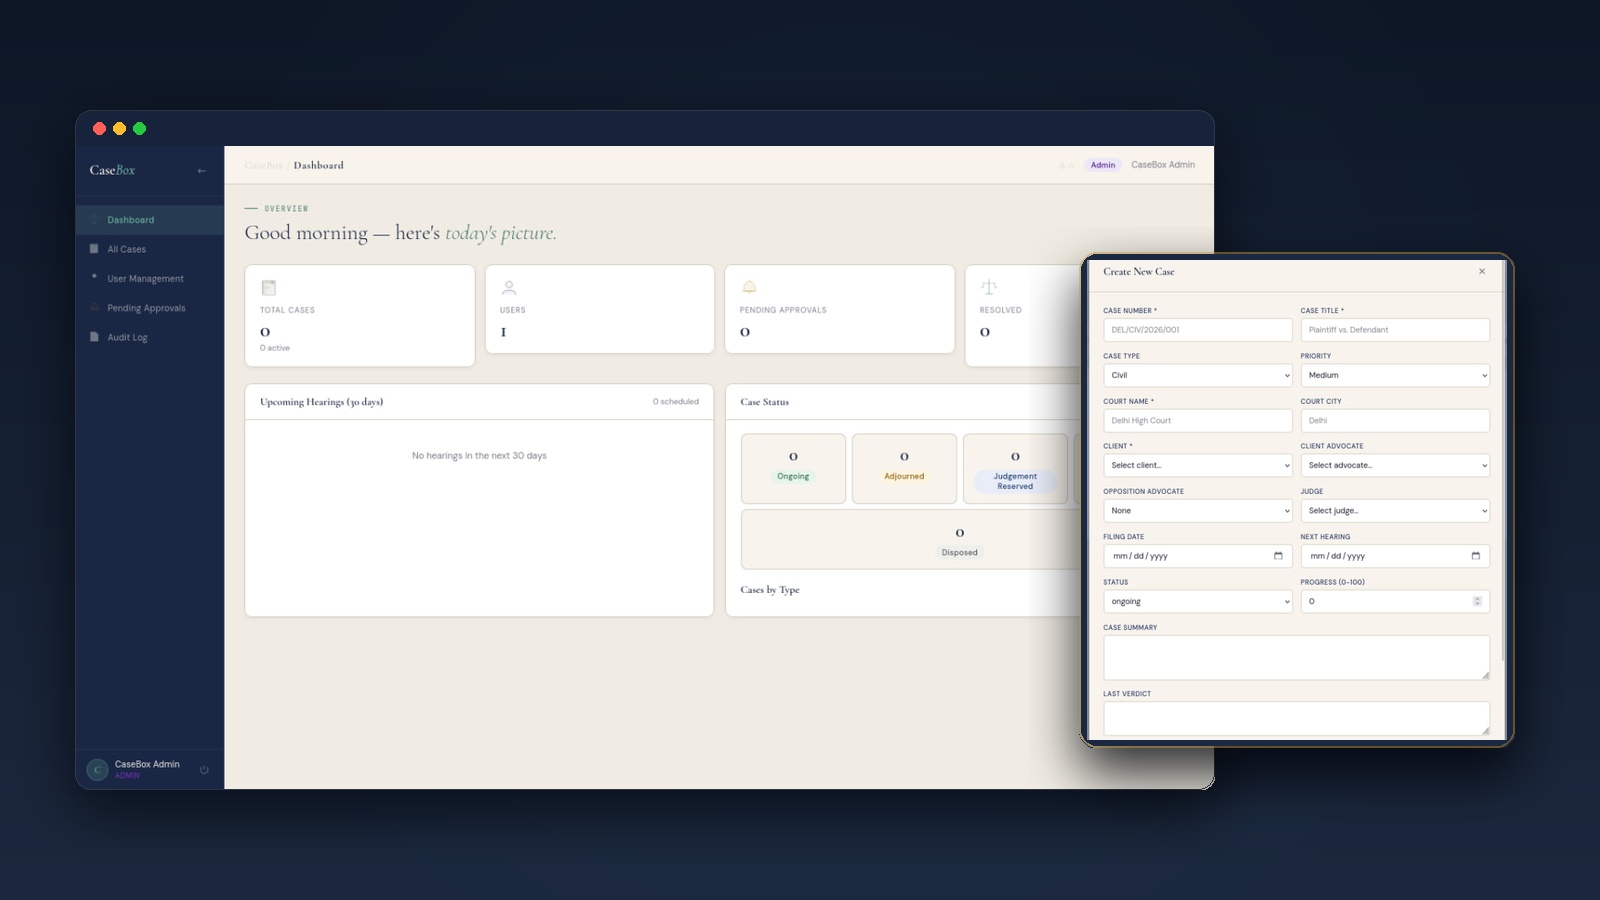 CaseBox
←
Dashboard
All Cases
User Management
Pending Approvals
Audit Log
C
CaseBox Admin
ADMIN
CaseBox / Dashboard
Admin
CaseBox Admin
OVERVIEW
Good morning — here's today's picture.
TOTAL CASES
0
0 active
USERS
1
PENDING APPROVALS
0
RESOLVED
0
Upcoming Hearings (30 days)
0 scheduled
No hearings in the next 30 days
Case Status
0
Ongoing
0
Adjourned
0
Judgement
Reserved
0
Disposed
Cases by Type
Create New Case
×
CASE NUMBER *
CASE TITLE *
DEL/CIV/2026/001
Plaintiff vs. Defendant
CASE TYPE
PRIORITY
Civil
Medium
COURT NAME *
COURT CITY
Delhi High Court
Delhi
CLIENT *
CLIENT ADVOCATE
Select client...
Select advocate...
OPPOSITION ADVOCATE
JUDGE
None
Select judge...
FILING DATE
NEXT HEARING
mm/dd/yyyy
mm/dd/yyyy
STATUS
PROGRESS (0-100)
ongoing
0
CASE SUMMARY
LAST VERDICT